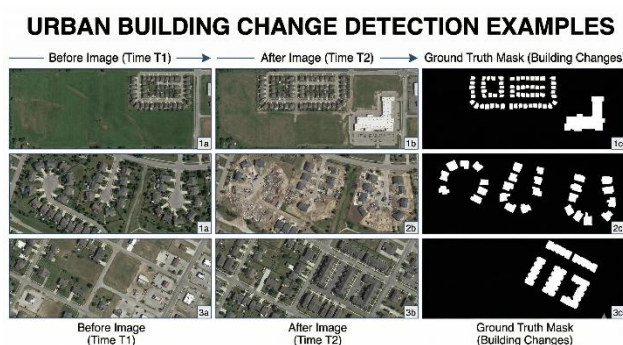 URBAN BUILDING CHANGE DETECTION EXAMPLES
Before Image (Time T1) After Image (Time T2) Ground Truth Mask (Building Changes)
1a 1b 1c
1a 2b 2c
3a 3b 3c
Before Image After Image Ground Truth Mask
(Time T1) (Time T2) (Building Changes)